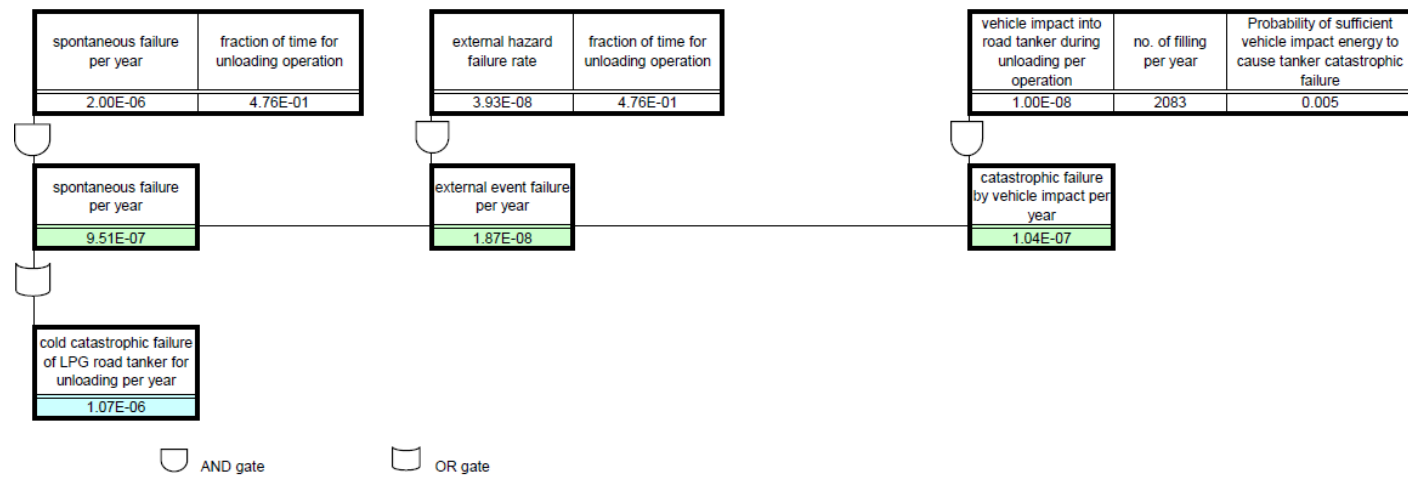 spontaneous failure
per year
fraction of time for
unloading operation
2.00E-06
4.76E-01
external hazard
failure rate
fraction of time for
unloading operation
3.93E-08
4.76E-01
vehicle impact into
road tanker during
unloading per
operation
no. of filling
per year
Probability of sufficient
vehicle impact energy to
cause tanker catastrophic
failure
1.00E-08
2083
0.005
spontaneous failure
per year
9.51E-07
external event failure
per year
1.87E-08
catastrophic failure
by vehicle impact per
year
1.04E-07
cold catastrophic failure
of LPG road tanker for
unloading per year
1.07E-06
AND gate
OR gate